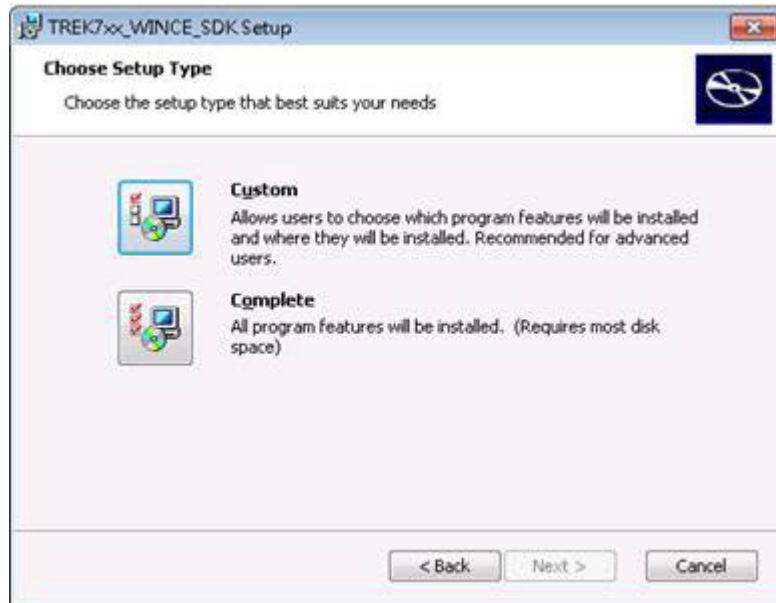 TREK7xx_WINCE_SDK Setup
Choose Setup Type
Choose the setup type that best suits your needs
Custom
Allows users to choose which program features will be installed
and where they will be installed. Recommended for advanced
users.
Complete
All program features will be installed. (Requires most disk
space)
< Back
Next >
Cancel